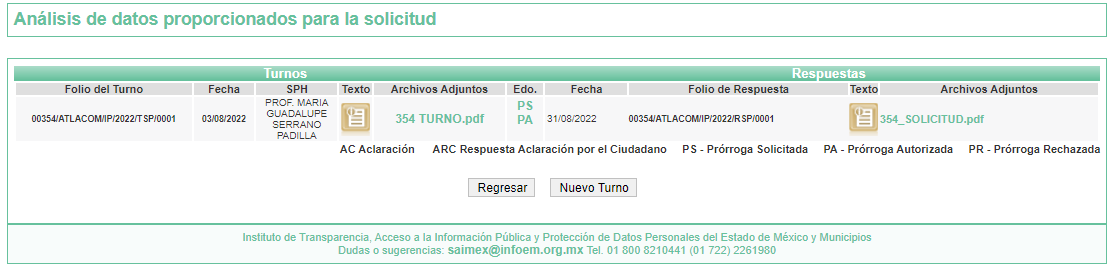 Análisis de datos proporcionados para la solicitud
Turnos Respuestas
Folio del Turno Fecha SPH Texto Archivos Adjuntos Edo. Fecha Folio de Respuesta Texto Archivos Adjuntos
00354/ATLACOM/IP/2022/TSP/0001 03/08/2022 PROF. MARIA GUADALUPE SERRANO PADILLA 354 TURNO.pdf PS PA 31/08/2022 00354/ATLACOM/IP/2022/RSP/0001 354_SOLICITUD.pdf
AC Aclaración ARC Respuesta Aclaración por el Ciudadano PS - Prórroga Solicitada PA - Prórroga Autorizada PR - Prórroga Rechazada
Regresar Nuevo Turno
Instituto de Transparencia, Acceso a la Información Pública y Protección de Datos Personales del Estado de México y Municipios
Dudas o sugerencias: saimex@infoem.org.mx Tel. 01 800 8210441 (01 722) 2261980